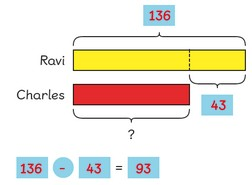 136
Ravi
Charles
43
?
136 - 43 = 93